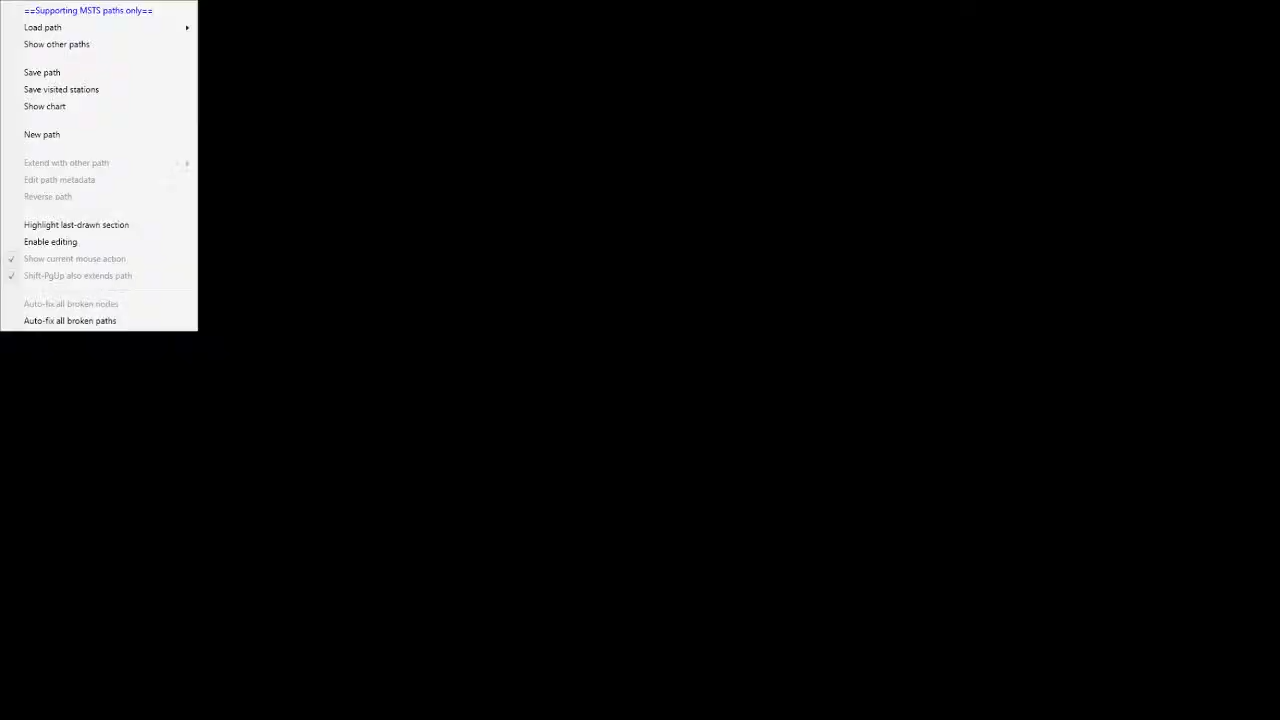 ==Supporting MSTS paths only==
Load path
Show other paths
Save path
Save visited stations
Show chart
New path
Extend with other path
Edit path metadata
Reverse path
Highlight last-drawn section
Enable editing
Show current mouse action
Shift-PgUp also extends path
Auto-fix all broken nodes
Auto-fix all broken paths